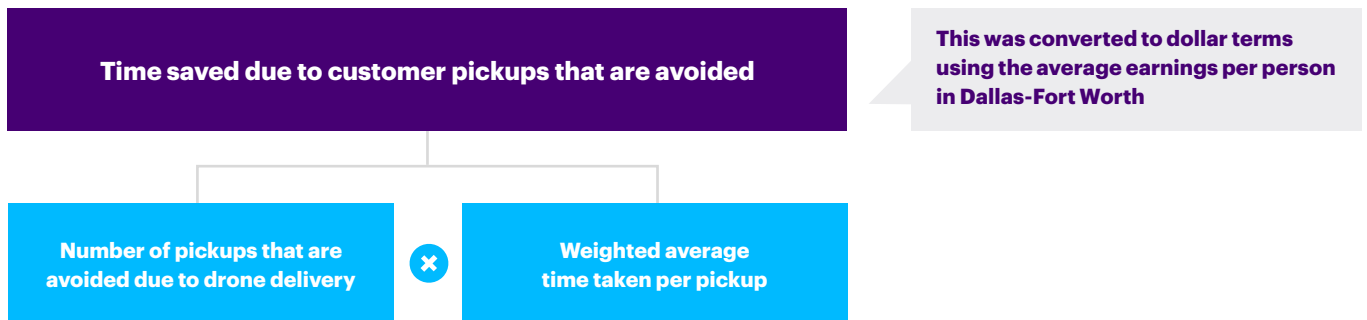 Time saved due to customer pickups that are avoided
This was converted to dollar terms
using the average earnings per person
in Dallas-Fort Worth
Number of pickups that are
avoided due to drone delivery
×
Weighted average
time taken per pickup